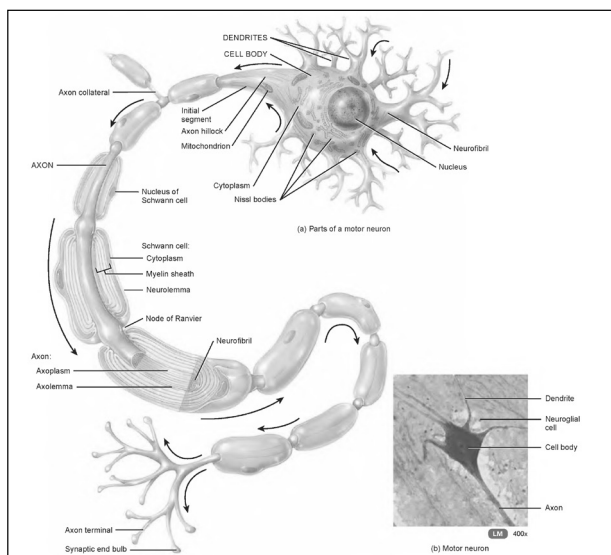 DENDRITES
CELL BODY
Axon collateral
Initial
segment
Axon hillock
Mitochondrion
Neurofibril
Nucleus
Cytoplasm
Nissl bodies
(a) Parts of a motor neuron
AXON
Nucleus of
Schwann cell
Schwann cell:
Cytoplasm
Myelin sheath
Neurolemma
Node of Ranvier
Neurofibril
Axon:
Axoplasm
Axolemma
Dendrite
Neuroglial
cell
Cell body
Axon
Axon terminal
Synaptic end bulb
LM 400x
(b) Motor neuron